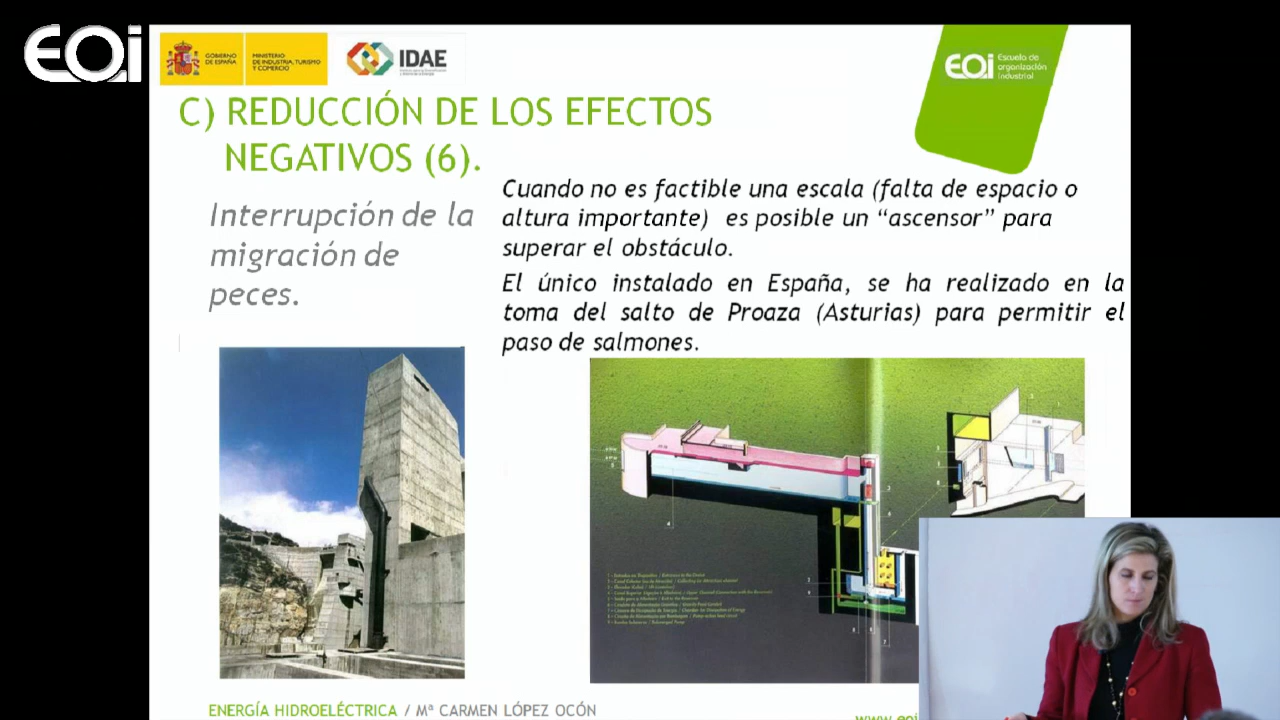 EOi
GOBIERNO
DE ESPAÑA
MINISTERIO
DE INDUSTRIA, TURISMO
Y COMERCIO
IDAE
EOi
Escuela de
organización
industrial
C) REDUCCIÓN DE LOS EFECTOS
NEGATIVOS (6).
Interrupción de la
migración de
peces.
Cuando no es factible una escala (falta de espacio o
altura importante) es posible un “ascensor” para
superar el obstáculo.
El único instalado en España, se ha realizado en la
toma del salto de Proaza (Asturias) para permitir el
paso de salmones.
ENERGÍA HIDROELÉCTRICA / Mª CARMEN LÓPEZ OCÓN
www.eoi